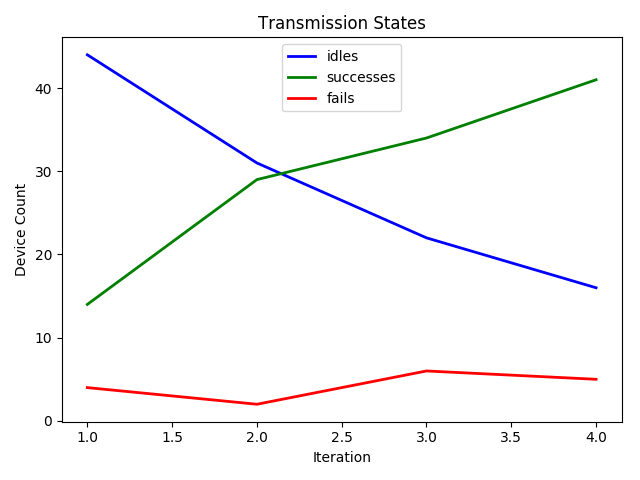 Transmission States
idles
successes
fails
Device Count
40
30
20
10
0
1.0 1.5 2.0 2.5 3.0 3.5 4.0
Iteration